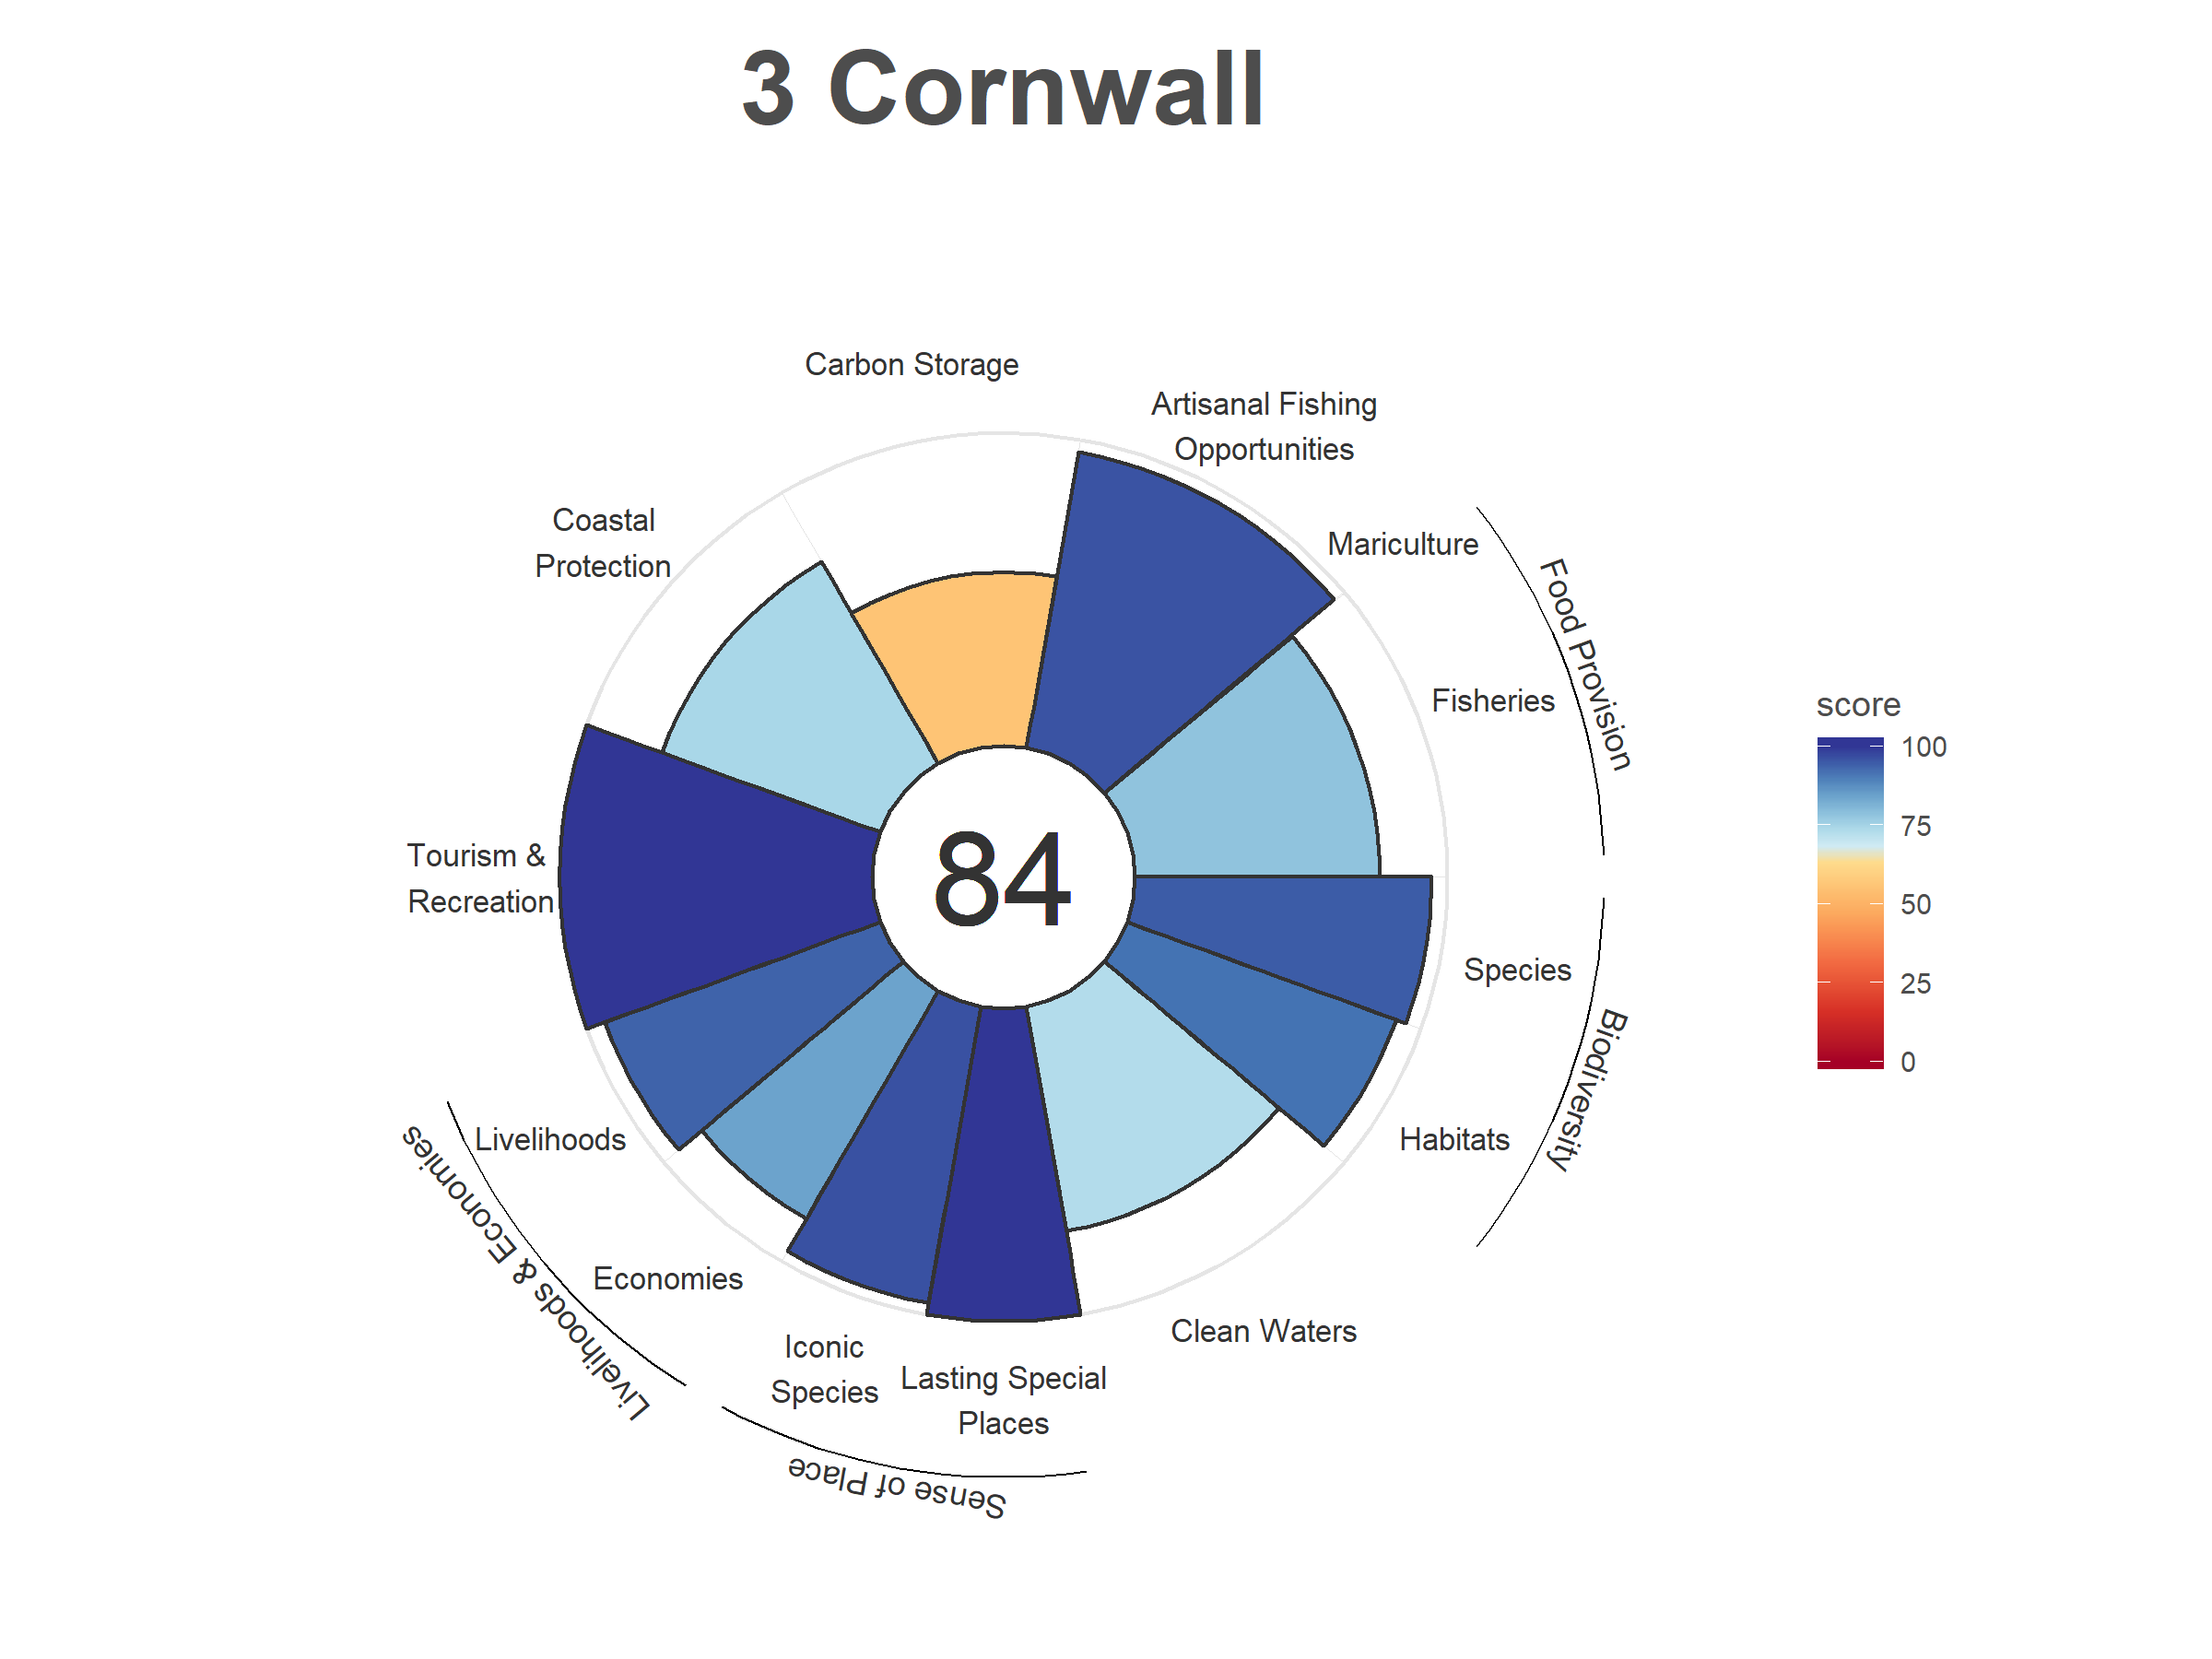 3 Cornwall
Carbon Storage
Artisanal Fishing
Opportunities
Coastal
Protection
Mariculture
Food Provision
Fisheries
score
100
75
50
25
0
Tourism &
Recreation
84
Species
Biodiversity
Habitats
Livelihoods
Livelihoods & Economies
Economies
Clean Waters
Iconic
Species
Lasting Special
Places
Sense of Place